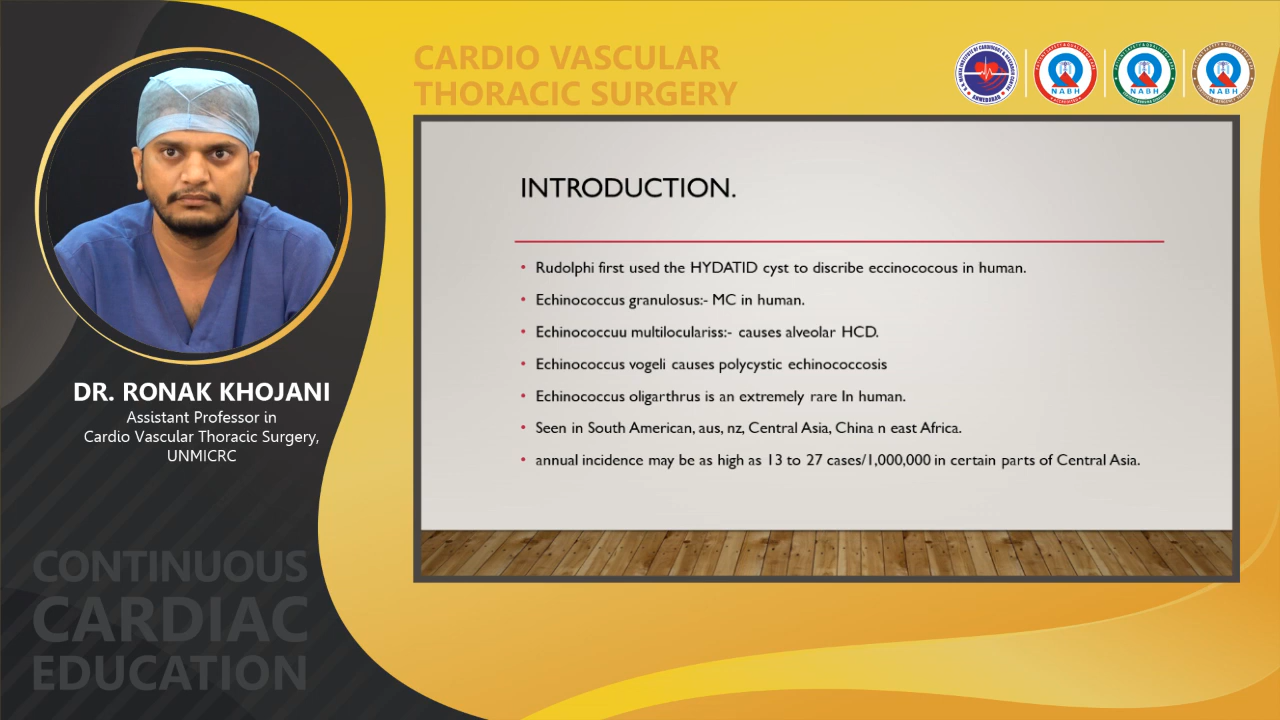 CARDIO VASCULAR
THORACIC SURGERY
NABH
NABH
NABH
INTRODUCTION.
• Rudolphi first used the HYDATID cyst to discribe eccinococous in human.
• Echinococcus granulosus:- MC in human.
• Echinococcuu multiloculariss:- causes alveolar HCD.
• Echinococcus vogeli causes polycystic echinococcosis
• Echinococcus oligarthrus is an extremely rare In human.
• Seen in South American, aus, nz, Central Asia, China n east Africa.
• annual incidence may be as high as 13 to 27 cases/1,000,000 in certain parts of Central Asia.
DR. RONAK KHOJANI
Assistant Professor in
Cardio Vascular Thoracic Surgery,
UNMICRC
CONTINUOUS
CARDIAC
EDUCATION